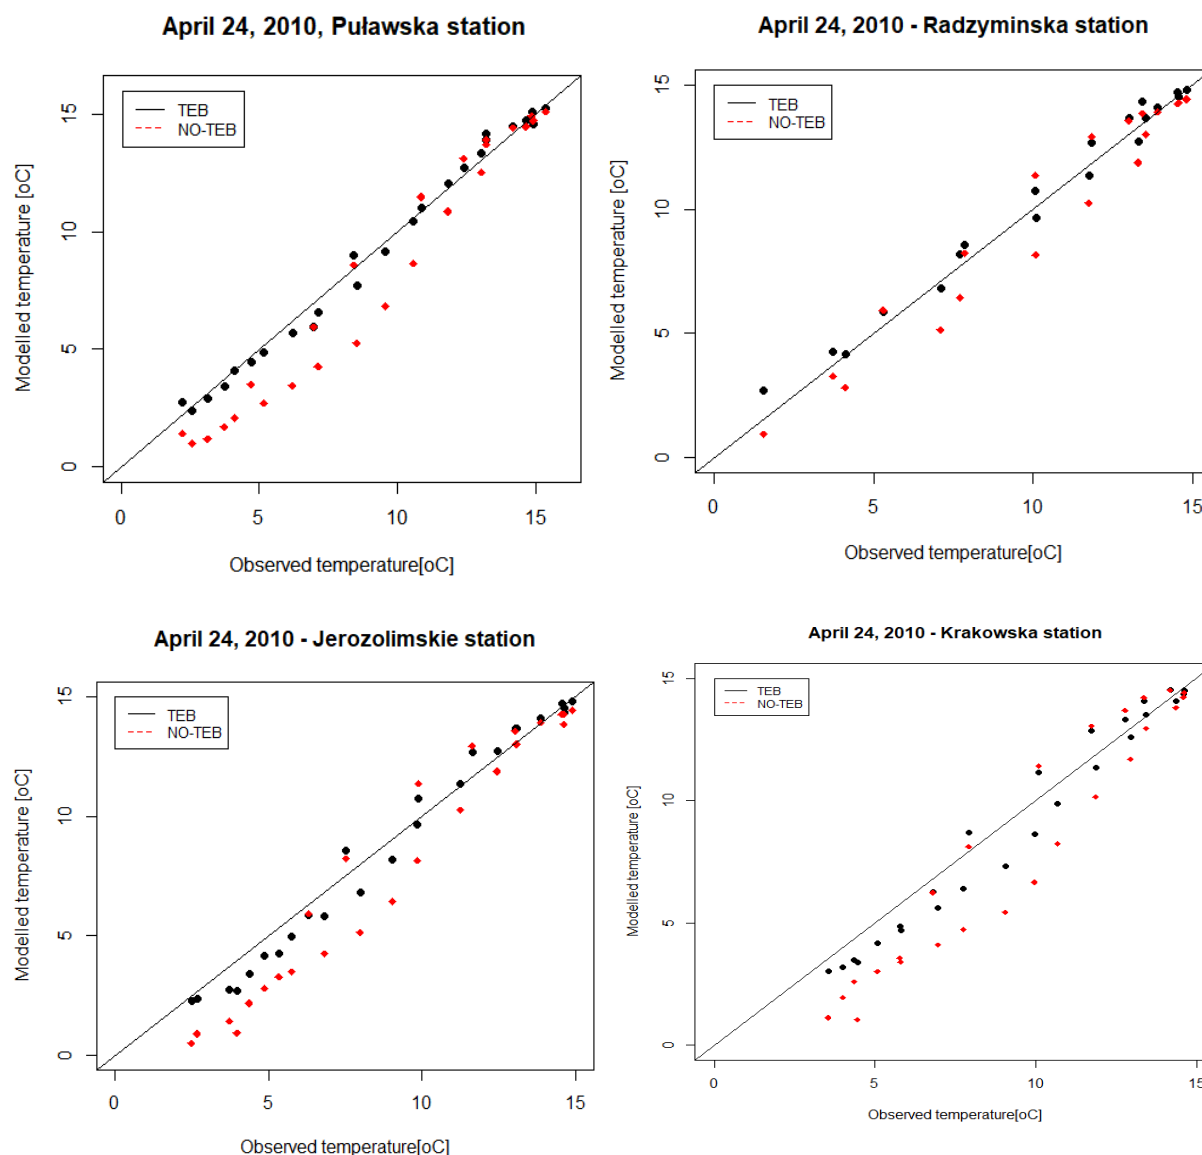 April 24, 2010, Puławska station
TEB
NO-TEB
Modelled temperature [oC]
15
10
5
0
0 5 10 15
Observed temperature[oC]
April 24, 2010 - Radzyminska station
TEB
NO-TEB
Modelled temperature [oC]
15
10
5
0
0 5 10 15
Observed temperature[oC]
April 24, 2010 - Jerozolimskie station
TEB
NO-TEB
Modelled temperature [oC]
15
10
5
0
0 5 10 15
Observed temperature[oC]
April 24, 2010 - Krakowska station
TEB
NO-TEB
Modelled temperature [oC]
15
10
5
0
0 5 10 15
Observed temperature[oC]